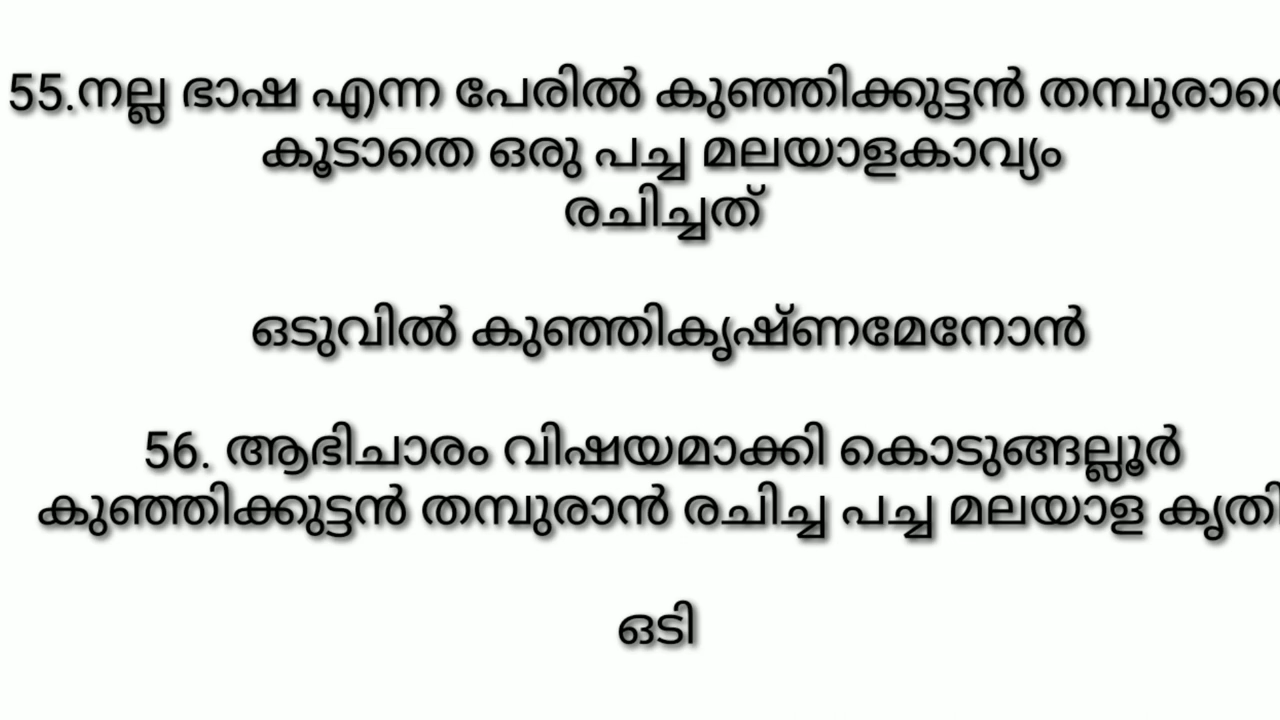 55.നല്ല ഭാഷ എന്ന പേരിൽ കുഞ്ഞിക്കുട്ടൻ
കൂടാതെ ഒരു പച്ച മലയാളകാവ്യം
രചിച്ചത്
ഒടുവിൽ കുഞ്ഞികൃഷ്ണമേനോൻ
56. ആഭിചാരം വിഷയമാക്കി കൊടുങ്ങല്ലൂർ
കുഞ്ഞിക്കുട്ടൻ തമ്പുരാൻ രചിച്ച പച്ച മലയാള കൃതി
ഒടി